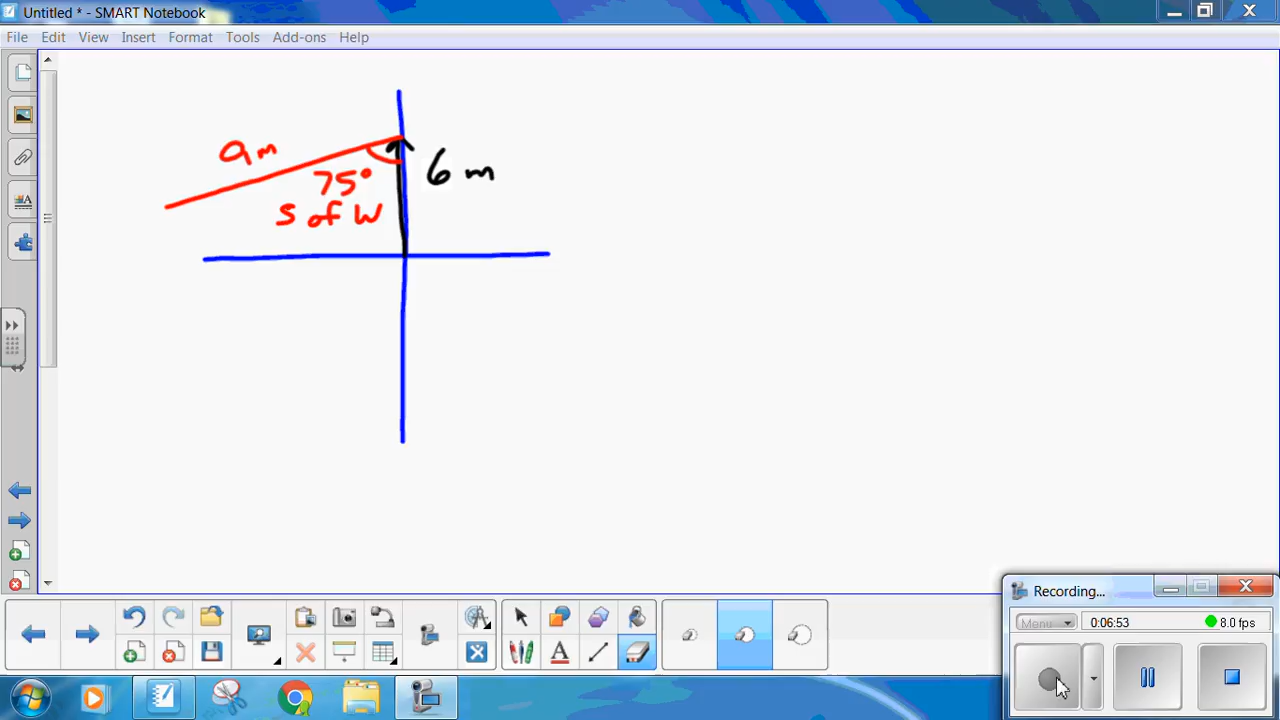 Untitled * - SMART Notebook
File Edit View Insert Format Tools Add-ons Help
9m
6 m
75°
S of W
Recording...
Menu
0:06:53
8.0 fps
A